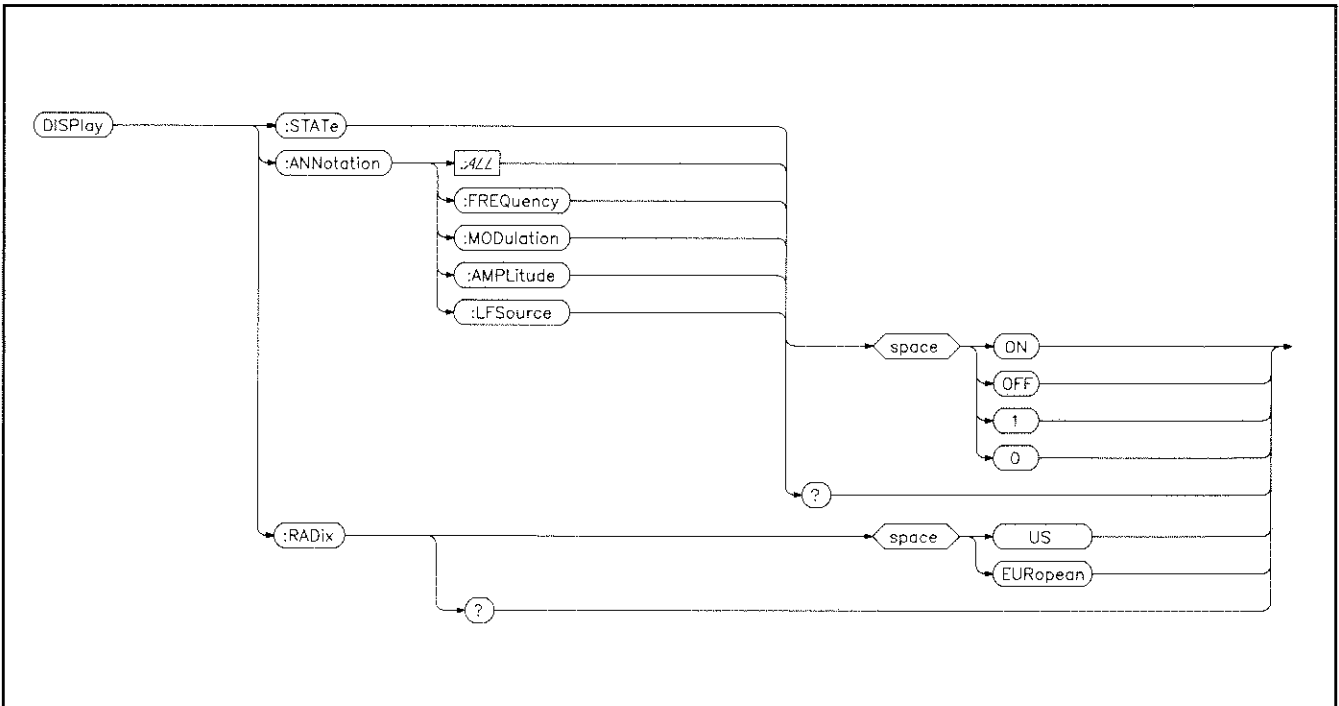 DISPlay
:STATe
:ANNotation
:ALL
:FREQuency
:MODulation
:AMPLitude
:LFSource
space
ON
OFF
1
0
?
:RADix
space
US
EURopean
?